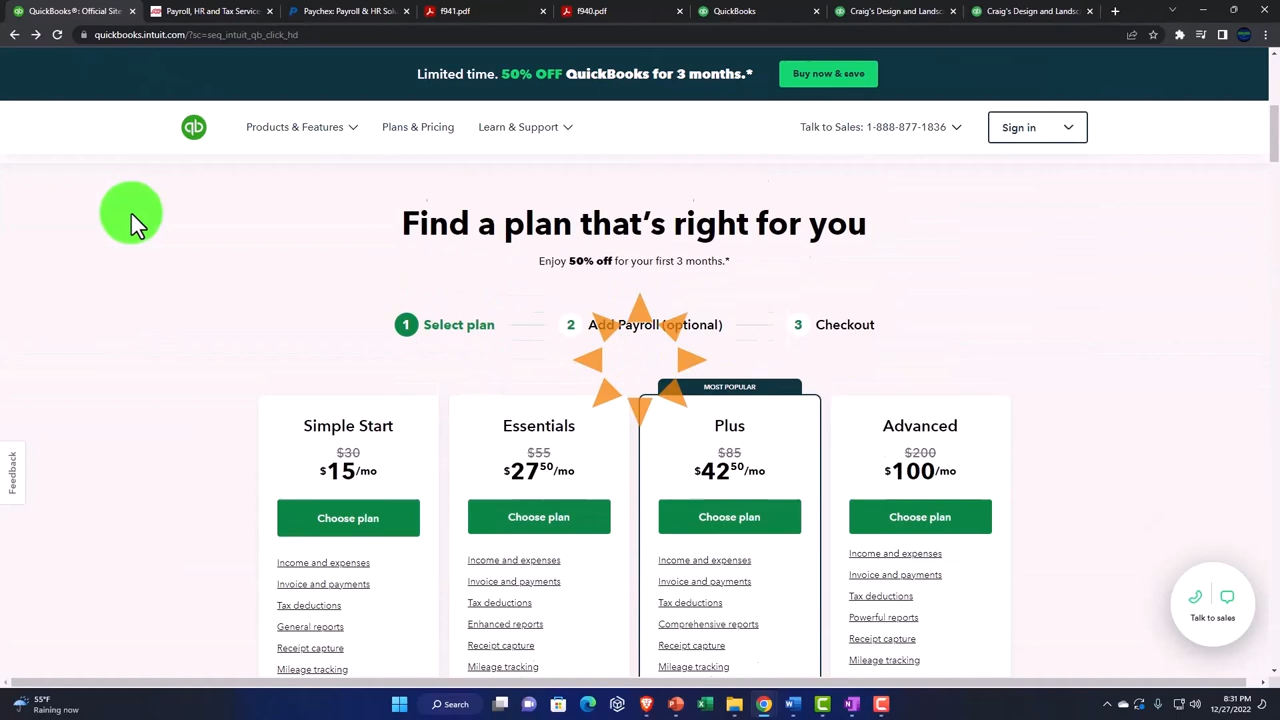 QuickBooks®: Official Site
Payroll, HR and Tax Services
Paychex Payroll & HR Sol
f941.pdf
f940.pdf
QuickBooks
Craig's Design and Landsc
Craig's Design and Landsc
quickbooks.intuit.com/?sc=seq_intuit_qb_click_hd
Limited time. 50% OFF QuickBooks for 3 months.*
Buy now & save
qb
Products & Features
Plans & Pricing
Learn & Support
Talk to Sales: 1-888-877-1836
Sign in
Find a plan that's right for you
Enjoy 50% off for your first 3 months.*
1 Select plan
2 Add Payroll (optional)
3 Checkout
MOST POPULAR
Simple Start
$30
$15/mo
Choose plan
Income and expenses
Invoice and payments
Tax deductions
General reports
Receipt capture
Mileage tracking
Essentials
$55
$27⁵⁰/mo
Choose plan
Income and expenses
Invoice and payments
Tax deductions
Enhanced reports
Receipt capture
Mileage tracking
Plus
$85
$42⁵⁰/mo
Choose plan
Income and expenses
Invoice and payments
Tax deductions
Comprehensive reports
Receipt capture
Mileage tracking
Advanced
$200
$100/mo
Choose plan
Income and expenses
Invoice and payments
Tax deductions
Powerful reports
Receipt capture
Mileage tracking
Feedback
Talk to sales
55°F
Raining now
Search
8:31 PM
12/27/2022